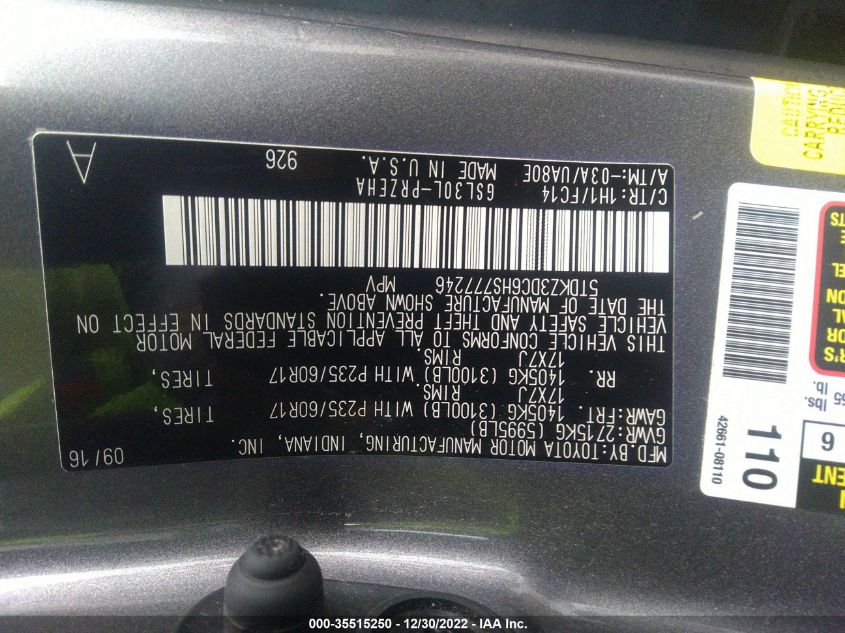 MFD.BY:TOYOTA MOTOR MANUFACTURING, INDIANA, INC. 09/16
GVWR:2715KG (5995LB)
GAWR:FRT. 1405KG (3100LB) WITH P235/60R17 TIRES,
17X7J RIMS
RR. 1405KG (3100LB) WITH P235/60R17 TIRES,
17X7J RIMS
THIS VEHICLE CONFORMS TO ALL APPLICABLE FEDERAL MOTOR
VEHICLE SAFETY AND THEFT PREVENTION STANDARDS IN EFFECT ON
THE DATE OF MANUFACTURE SHOWN ABOVE.
5TDKZ3DC6HS777246 MPV
C/TR:1H1/FC14 GSL30L-PRZEHA
A/TM:-03A/UA80E MADE IN U.S.A. 926
A
110
42661-08110
6
lbs.
lb.
CAUTION
CARRYING
000-35515250 - 12/30/2022 - IAA Inc.